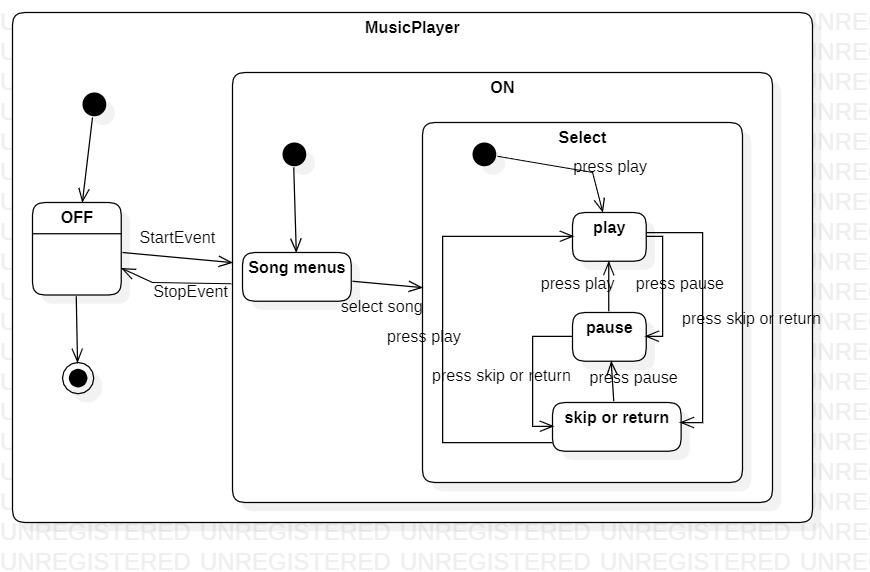 MusicPlayer
ON
Select
press play
OFF
play
StartEvent
Song menus
press play
press pause
StopEvent
select song
press skip or return
pause
press play
press skip or return
press pause
skip or return
UNREGISTERED UNREGISTERED UNREGISTERED UNREGISTERED UNRE
UNREGISTERED UNREGISTERED UNREGISTERED UNREGISTERED UNRE